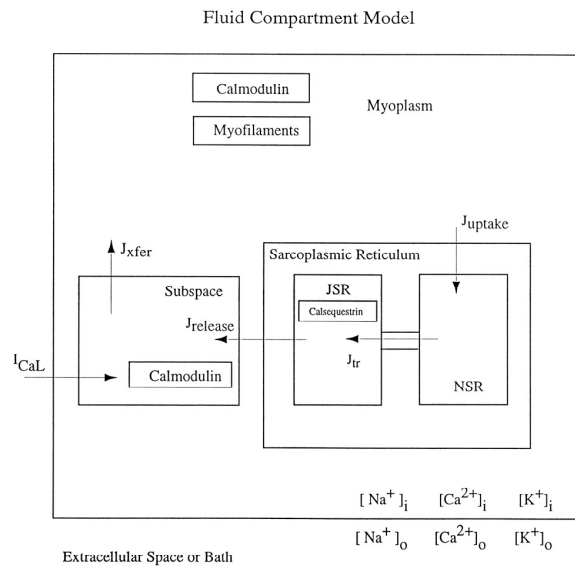 Fluid Compartment Model
Calmodulin
Myoplasm
Myofilaments
Juptake
Jxfer
Sarcoplasmic Reticulum
Subspace
JSR
Calsequestrin
Jrelease
Jtr
ICaL
Calmodulin
NSR
[Na+]i [Ca2+]i [K+]i
[Na+]o [Ca2+]o [K+]o
Extracellular Space or Bath